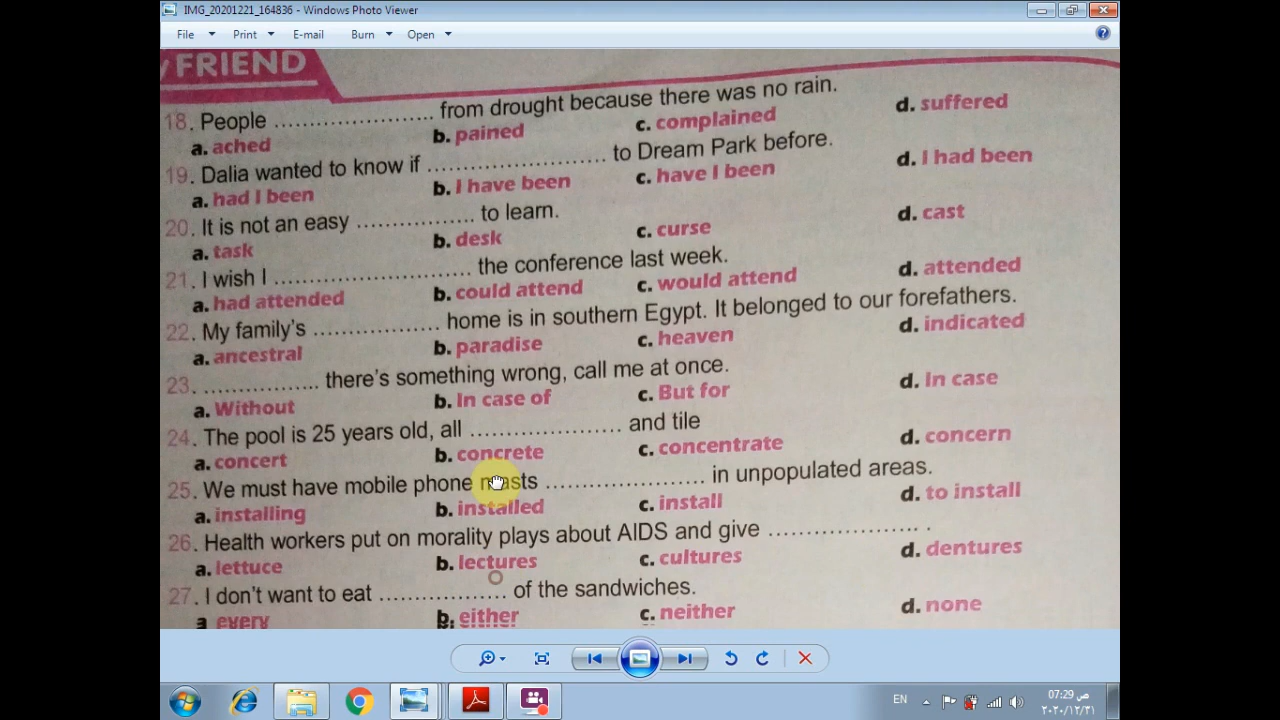 IMG_20201221_164836 - Windows Photo Viewer
File Print E-mail Burn Open
FRIEND
18. People ...................... from drought because there was no rain.
a. ached b. pained c. complained d. suffered
19. Dalia wanted to know if ......................... to Dream Park before.
a. had I been b. I have been c. have I been d. I had been
20. It is not an easy ................. to learn.
a. task b. desk c. curse d. cast
21. I wish I ............................ the conference last week.
a. had attended b. could attend c. would attend d. attended
22. My family's .................. home is in southern Egypt. It belonged to our forefathers.
a. ancestral b. paradise c. heaven d. indicated
23. ................. there's something wrong, call me at once.
a. Without b. In case of c. But for d. In case
24. The pool is 25 years old, all ...................... and tile
a. concert b. concrete c. concentrate d. concern
25. We must have mobile phone masts ....................... in unpopulated areas.
a. installing b. installed c. install d. to install
26. Health workers put on morality plays about AIDS and give ..................... .
a. lettuce b. lectures c. cultures d. dentures
27. I don't want to eat .................. of the sandwiches.
a every b. either c. neither d. none
EN
07:29 ص
٢٠٢٠/١٢/٣١